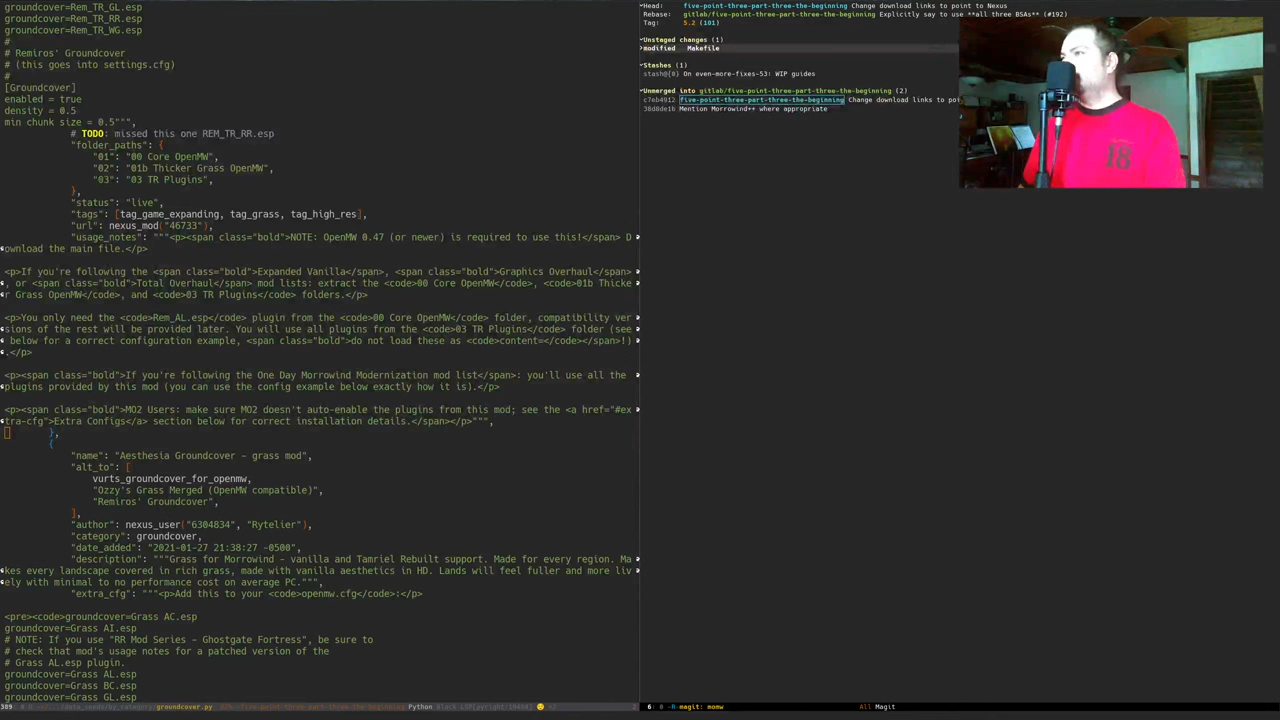 groundcover=Rem_TR_GL.esp
groundcover=Rem_TR_RR.esp
groundcover=Rem_TR_WG.esp
#
# Remiros' Groundcover
# (this goes into settings.cfg)
#
[Groundcover]
enabled = true
density = 0.5
min chunk size = 0.5""",
# TODO: missed this one REM_TR_RR.esp
"folder_paths": {
"01": "00 Core OpenMW",
"02": "01b Thicker Grass OpenMW",
"03": "03 TR Plugins",
},
"status": "live",
"tags": [tag_game_expanding, tag_grass, tag_high_res],
"url": nexus_mod("46733"),
"usage_notes": """<p><span class="bold">NOTE: OpenMW 0.47 (or newer) is required to use this!</span> D
ownload the main file.</p>
<p>If you're following the <span class="bold">Expanded Vanilla</span>, <span class="bold">Graphics Overhaul</span>
, or <span class="bold">Total Overhaul</span> mod lists: extract the <code>00 Core OpenMW</code>, <code>01b Thicke
r Grass OpenMW</code>, and <code>03 TR Plugins</code> folders.</p>
<p>You only need the <code>Rem_AL.esp</code> plugin from the <code>00 Core OpenMW</code> folder, compatibility ver
sions of the rest will be provided later. You will use all plugins from the <code>03 TR Plugins</code> folder (see
below for a correct configuration example, <span class="bold">do not load these as <code>content=</code></span>!)
.</p>
<p><span class="bold">If you're following the One Day Morrowind Modernization mod list</span>: you'll use all the
plugins provided by this mod (you can use the config example below exactly how it is).</p>
<p><span class="bold">MO2 Users: make sure MO2 doesn't auto-enable the plugins from this mod; see the <a href="#ex
tra-cfg">Extra Configs</a> section below for correct installation details.</span></p>""",
},
{
"name": "Aesthesia Groundcover - grass mod",
"alt_to": [
vurts_groundcover_for_openmw,
"Ozzy's Grass Merged (OpenMW compatible)",
"Remiros' Groundcover",
],
"author": nexus_user("6304834", "Rytelier"),
"category": groundcover,
"date_added": "2021-01-27 21:38:27 -0500",
"description": """Grass for Morrowind - vanilla and Tamriel Rebuilt support. Made for every region. Ma
kes every landscape covered in rich grass, made with vanilla aesthetics in HD. Lands will feel fuller and more liv
ely with minimal to no performance cost on average PC.""",
"extra_cfg": """<p>Add this to your <code>openmw.cfg</code>:</p>
<pre><code>groundcover=Grass AC.esp
groundcover=Grass AI.esp
# NOTE: If you use "RR Mod Series - Ghostgate Fortress", be sure to
# check that mod's usage notes for a patched version of the
# Grass AL.esp plugin.
groundcover=Grass AL.esp
groundcover=Grass BC.esp
groundcover=Grass GL.esp
309: groundcover.py Python
Head: five-point-three-part-three-the-beginning Change download links to point to Nexus
Rebase: gitlab/five-point-three-part-three-the-beginning Explicitly say to use **all three BSAs* (#192)
Tag: 5.2 (101)
Unstaged changes (1)
modified Makefile
Stashes (1)
stash@{0} On even-more-fixes-53: WIP guides
Unmerged into gitlab/five-point-three-part-three-the-beginning (2)
c7eb4912 five-point-three-part-three-the-beginning Change download links to poi
38d8de1b Mention Morrowind++ where appropriate
18
6: 0 -R magit: momw All Magit